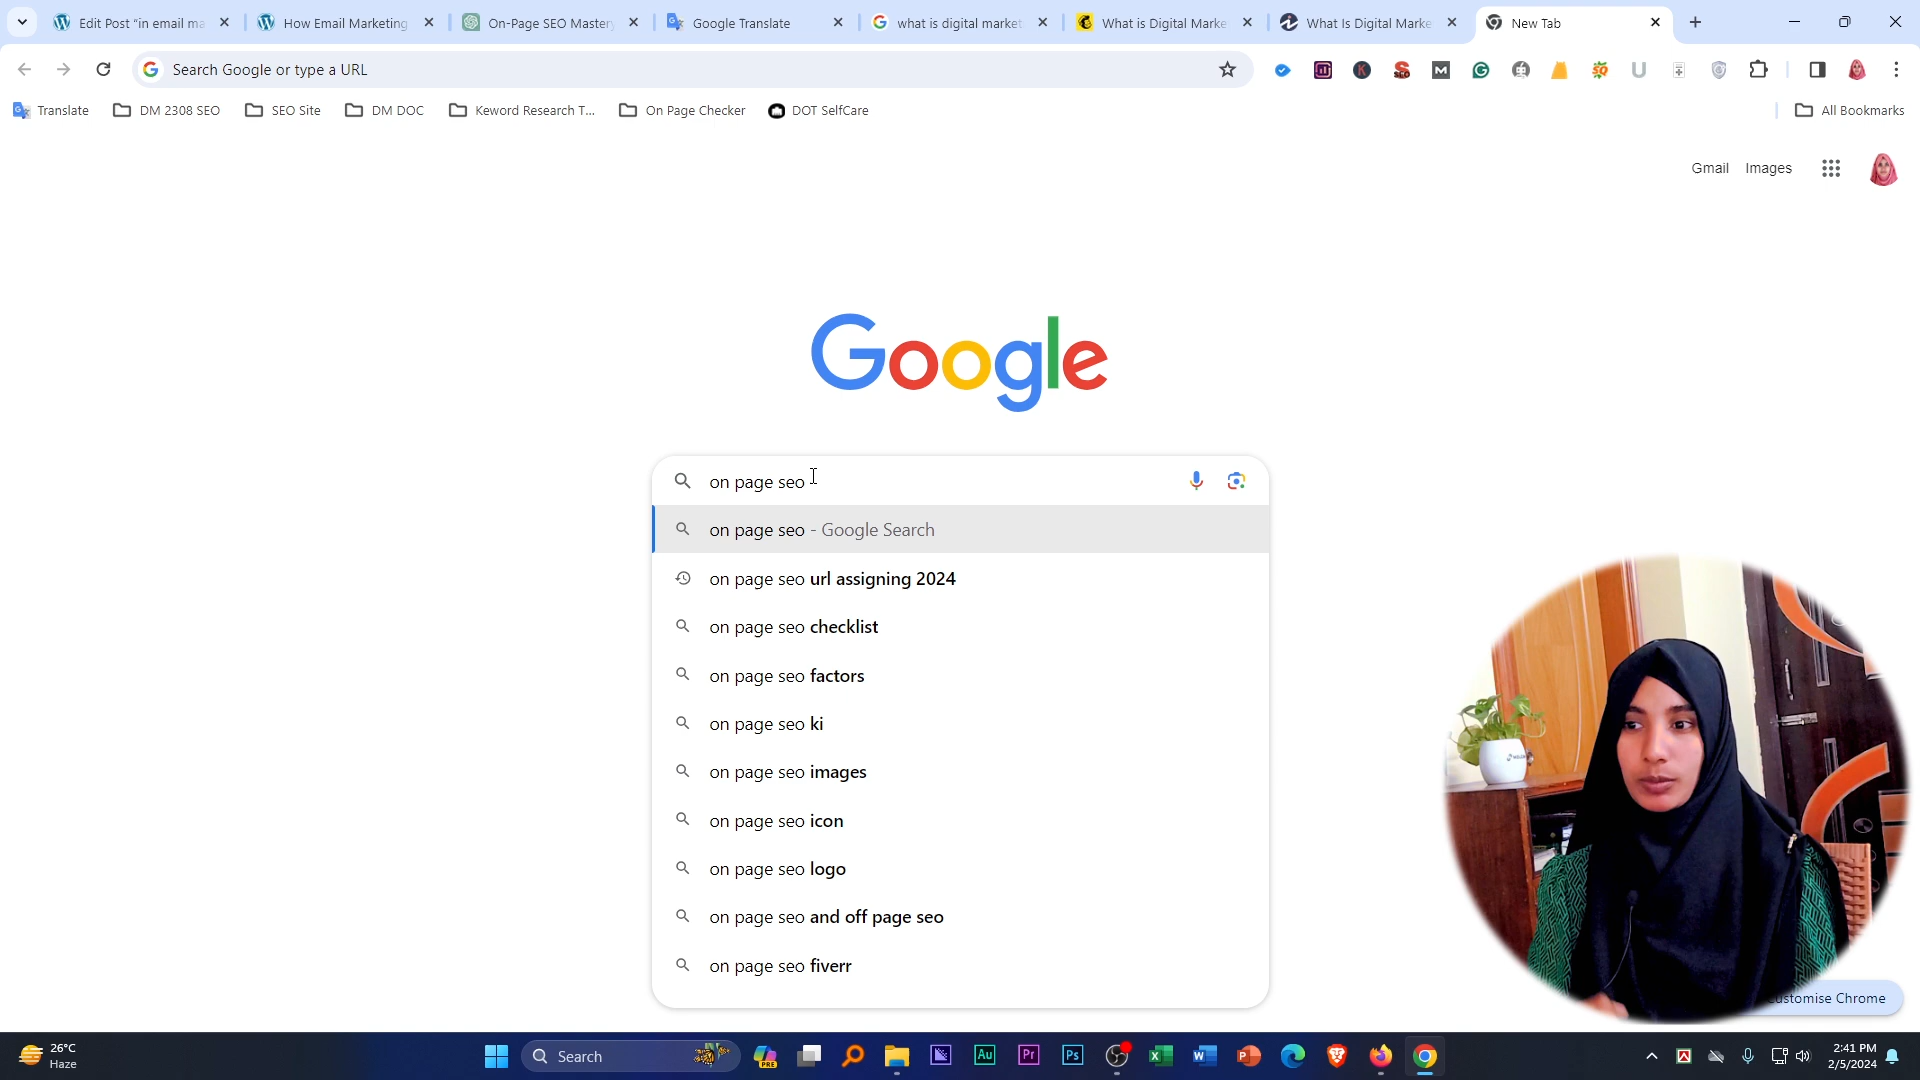 Edit Post “in email ma
How Email Marketing
On-Page SEO Mastery
Google Translate
what is digital market
What is Digital Marke
What Is Digital Marke
New Tab
Search Google or type a URL
Translate
DM 2308 SEO
SEO Site
DM DOC
Keword Research T...
On Page Checker
DOT SelfCare
All Bookmarks
Gmail
Images
Google
on page seo
on page seo - Google Search
on page seo url assigning 2024
on page seo checklist
on page seo factors
on page seo ki
on page seo images
on page seo icon
on page seo logo
on page seo and off page seo
on page seo fiverr
Customise Chrome
26°C
Haze
Search
PRE
Au
Pr
Ps
2:41 PM
2/5/2024